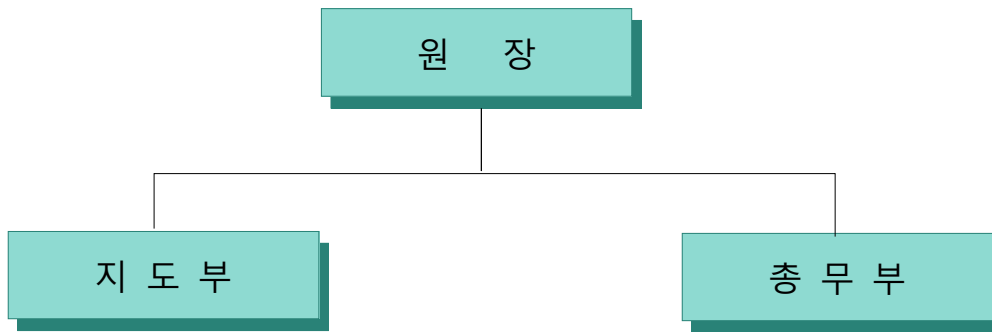 원 장
지 도 부
총 무 부